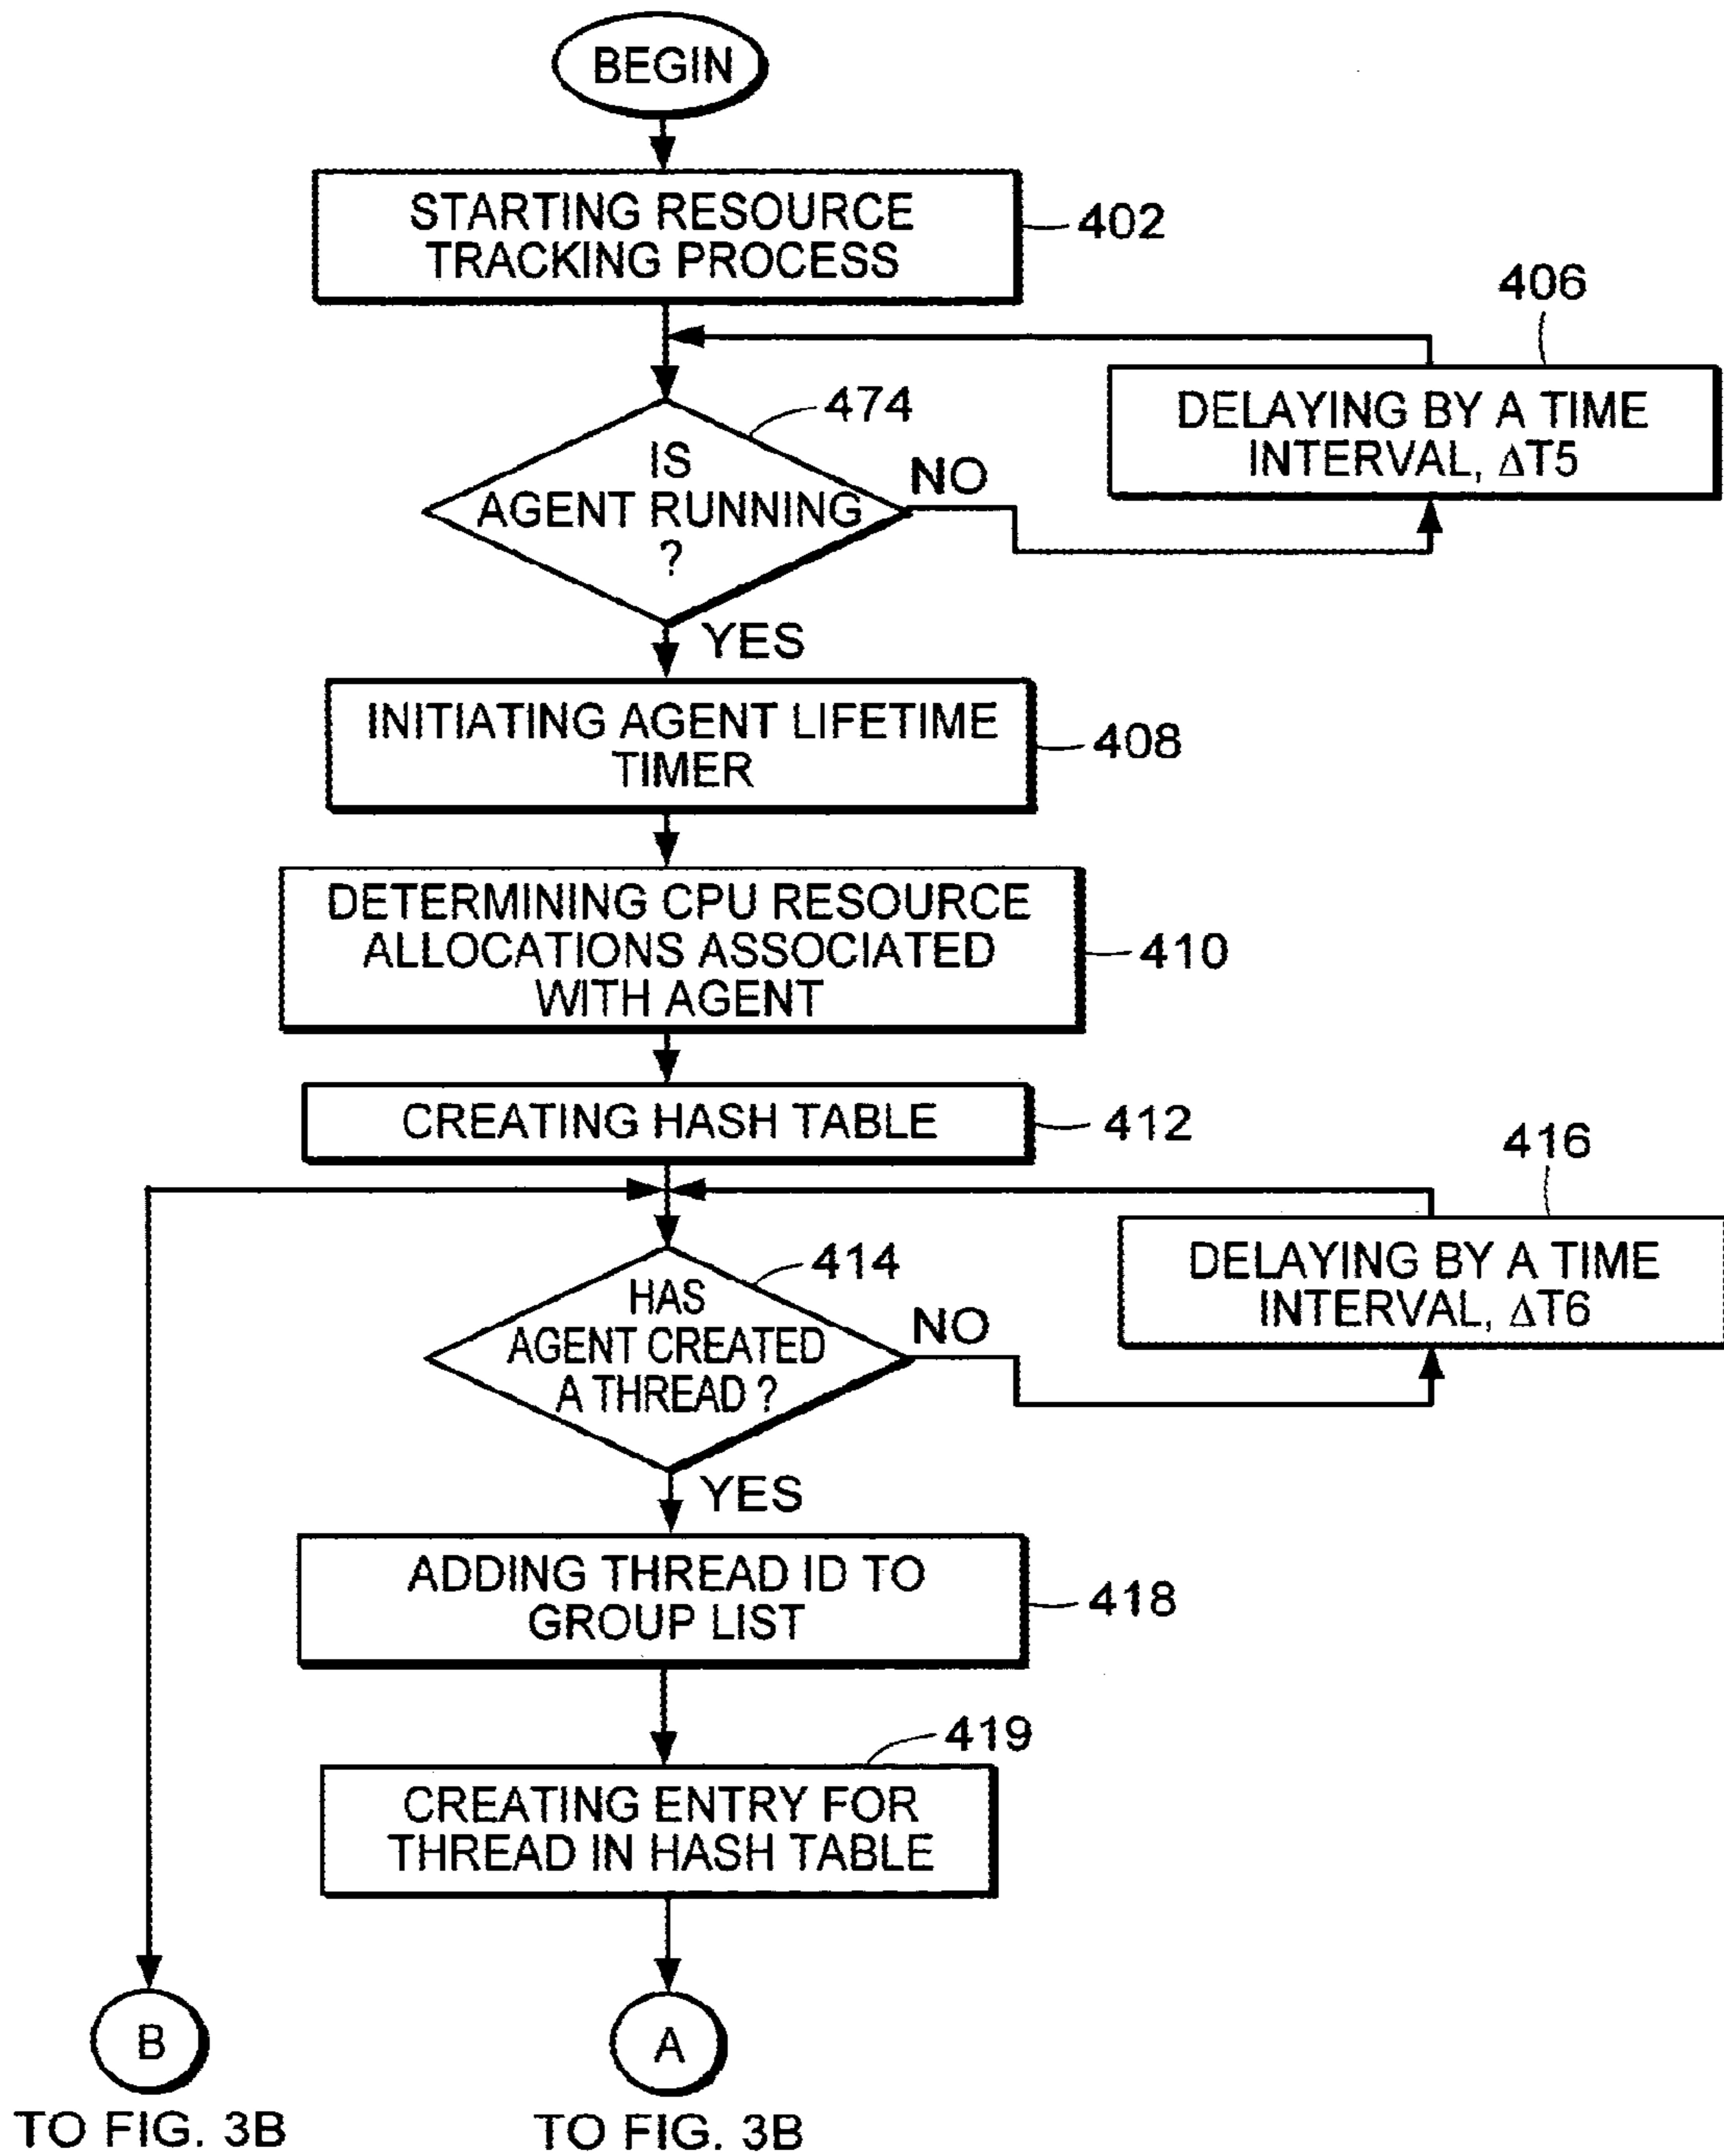 BEGIN
STARTING RESOURCE
TRACKING PROCESS
402
406
DELAYING BY A TIME
INTERVAL, ΔT5
474
IS
AGENT RUNNING
?
NO
YES
INITIATING AGENT LIFETIME
TIMER
408
DETERMINING CPU RESOURCE
ALLOCATIONS ASSOCIATED
WITH AGENT
410
CREATING HASH TABLE
412
416
DELAYING BY A TIME
INTERVAL, ΔT6
414
HAS
AGENT CREATED
A THREAD ?
NO
YES
ADDING THREAD ID TO
GROUP LIST
418
419
CREATING ENTRY FOR
THREAD IN HASH TABLE
B
TO FIG. 3B
A
TO FIG. 3B